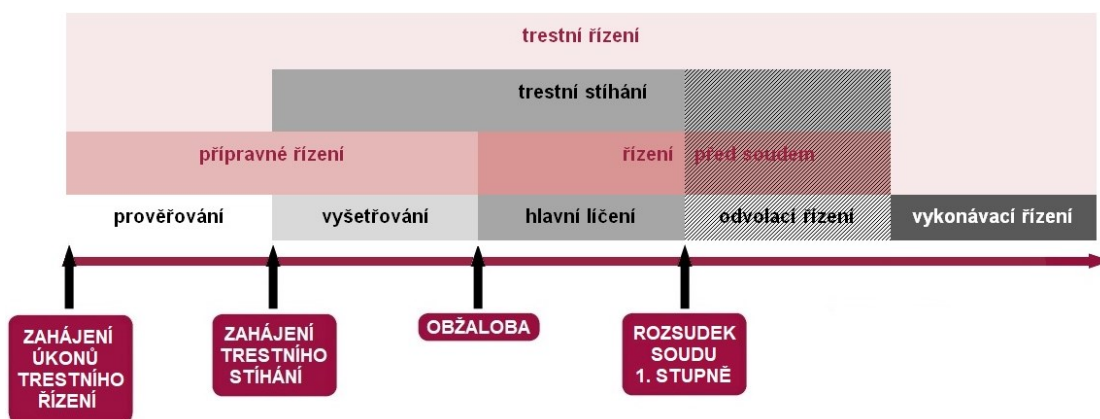 trestní řízení
trestní stíhání
přípravné řízení
řízení před soudem
prověřování
vyšetřování
hlavní líčení
odvolací řízení
vykonávací řízení
ZAHÁJENÍ
ÚKONŮ
TRESTNÍHO
ŘÍZENÍ
ZAHÁJENÍ
TRESTNÍHO
STÍHÁNÍ
OBŽALOBA
ROZSUDEK
SOUDU
1. STUPNĚ